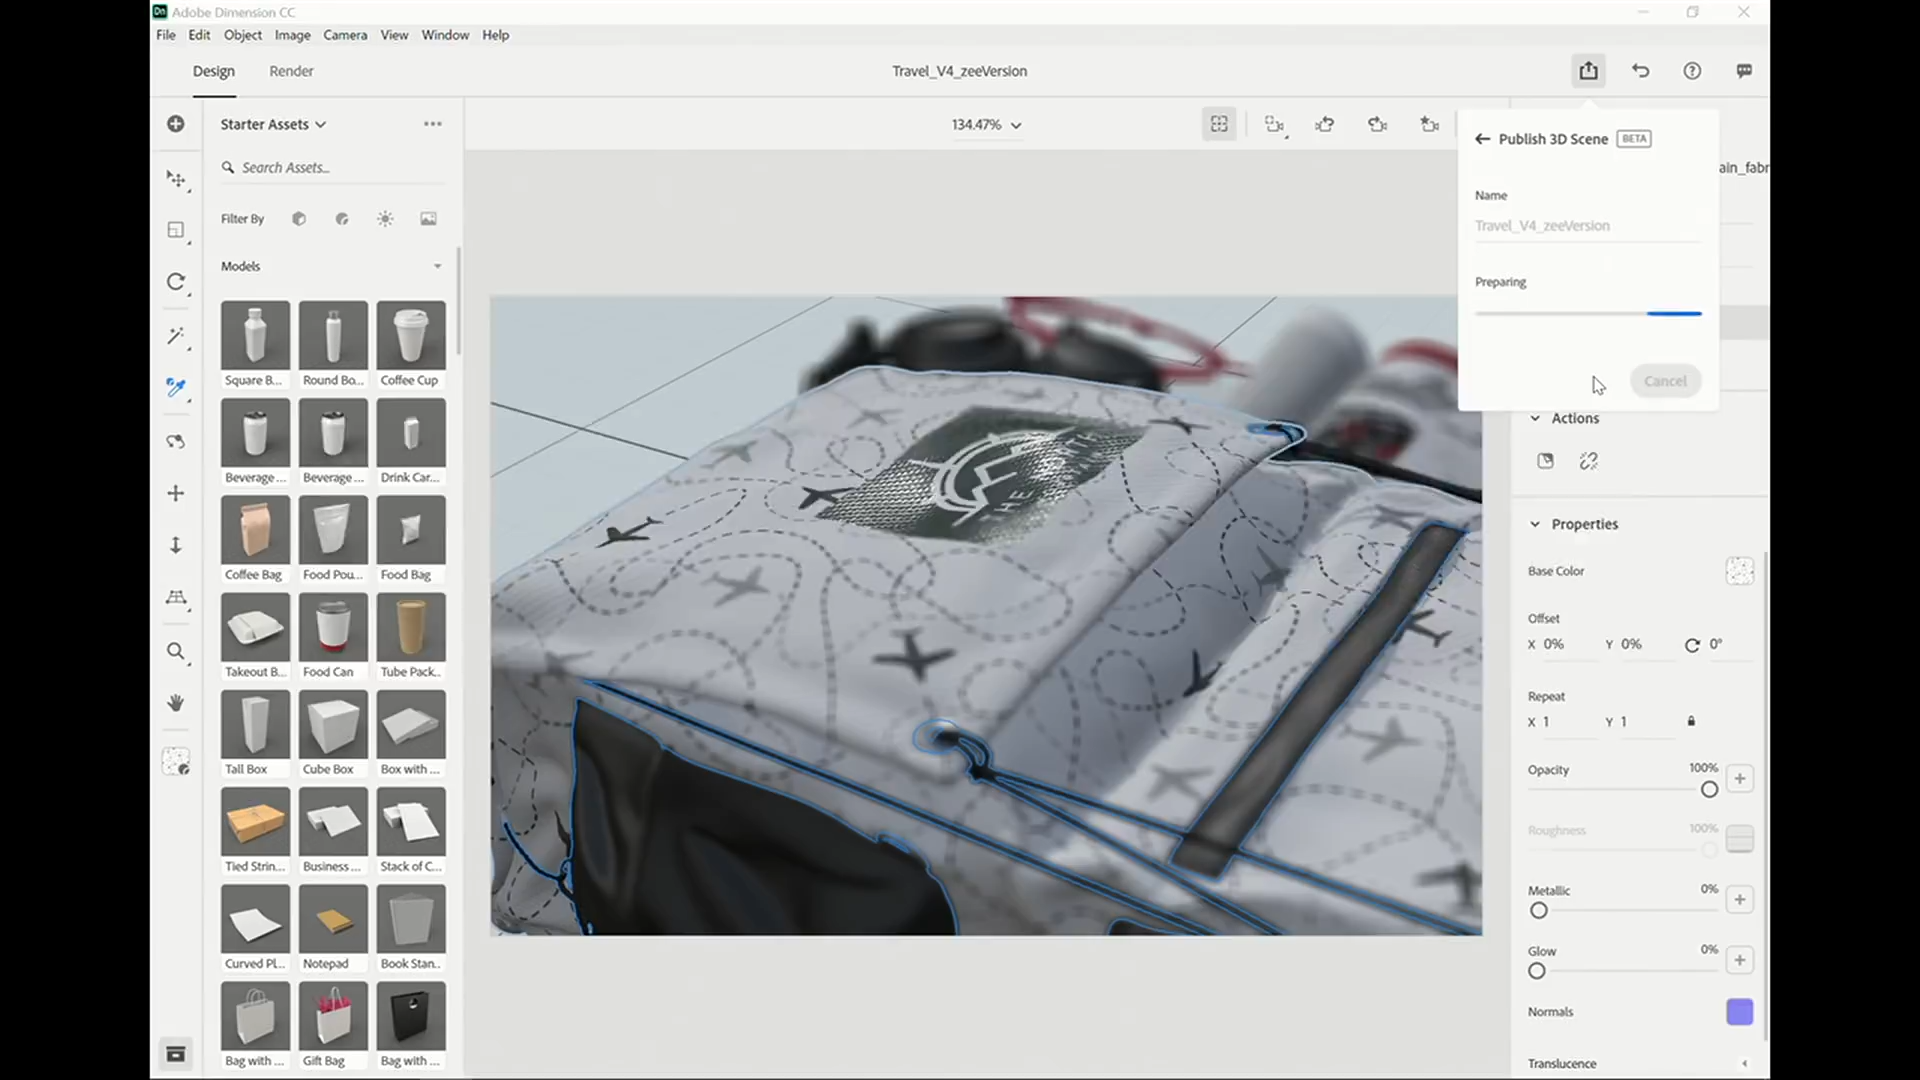 Dn Adobe Dimension CC
File Edit Object Image Camera View Window Help
Design Render Travel_V4_zeeVersion
Starter Assets 134.47%
Search Assets...
Filter By
Models
Square B... Round Bo... Coffee Cup
Beverage ... Beverage ... Drink Car...
Coffee Bag Food Pou... Food Bag
Takeout B... Food Can Tube Pack...
Tall Box Cube Box Box with ...
Tied Strin... Business ... Stack of C...
Curved Pl... Notepad Book Stan...
Bag with ... Gift Bag Bag with ...
THE
Publish 3D Scene BETA
ain_fabr
Name
Travel_V4_zeeVersion
Preparing
Cancel
Actions
Properties
Base Color
Offset
X 0% Y 0% 0°
Repeat
X 1 Y 1
Opacity 100%
Roughness 100%
Metallic 0%
Glow 0%
Normals
Translucence